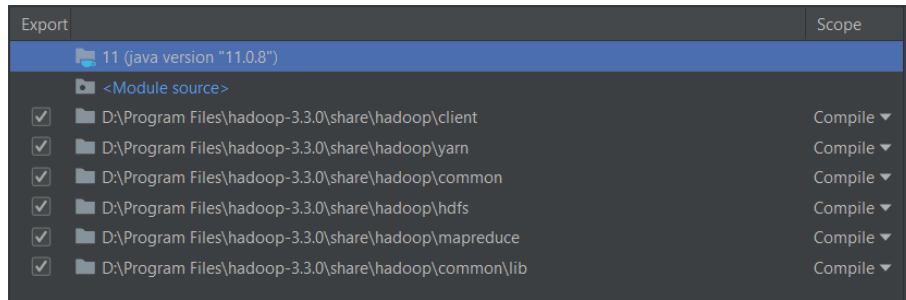 Export Scope
11 (java version "11.0.8")
<Module source>
D:\Program Files\hadoop-3.3.0\share\hadoop\client Compile
D:\Program Files\hadoop-3.3.0\share\hadoop\yarn Compile
D:\Program Files\hadoop-3.3.0\share\hadoop\common Compile
D:\Program Files\hadoop-3.3.0\share\hadoop\hdfs Compile
D:\Program Files\hadoop-3.3.0\share\hadoop\mapreduce Compile
D:\Program Files\hadoop-3.3.0\share\hadoop\common\lib Compile